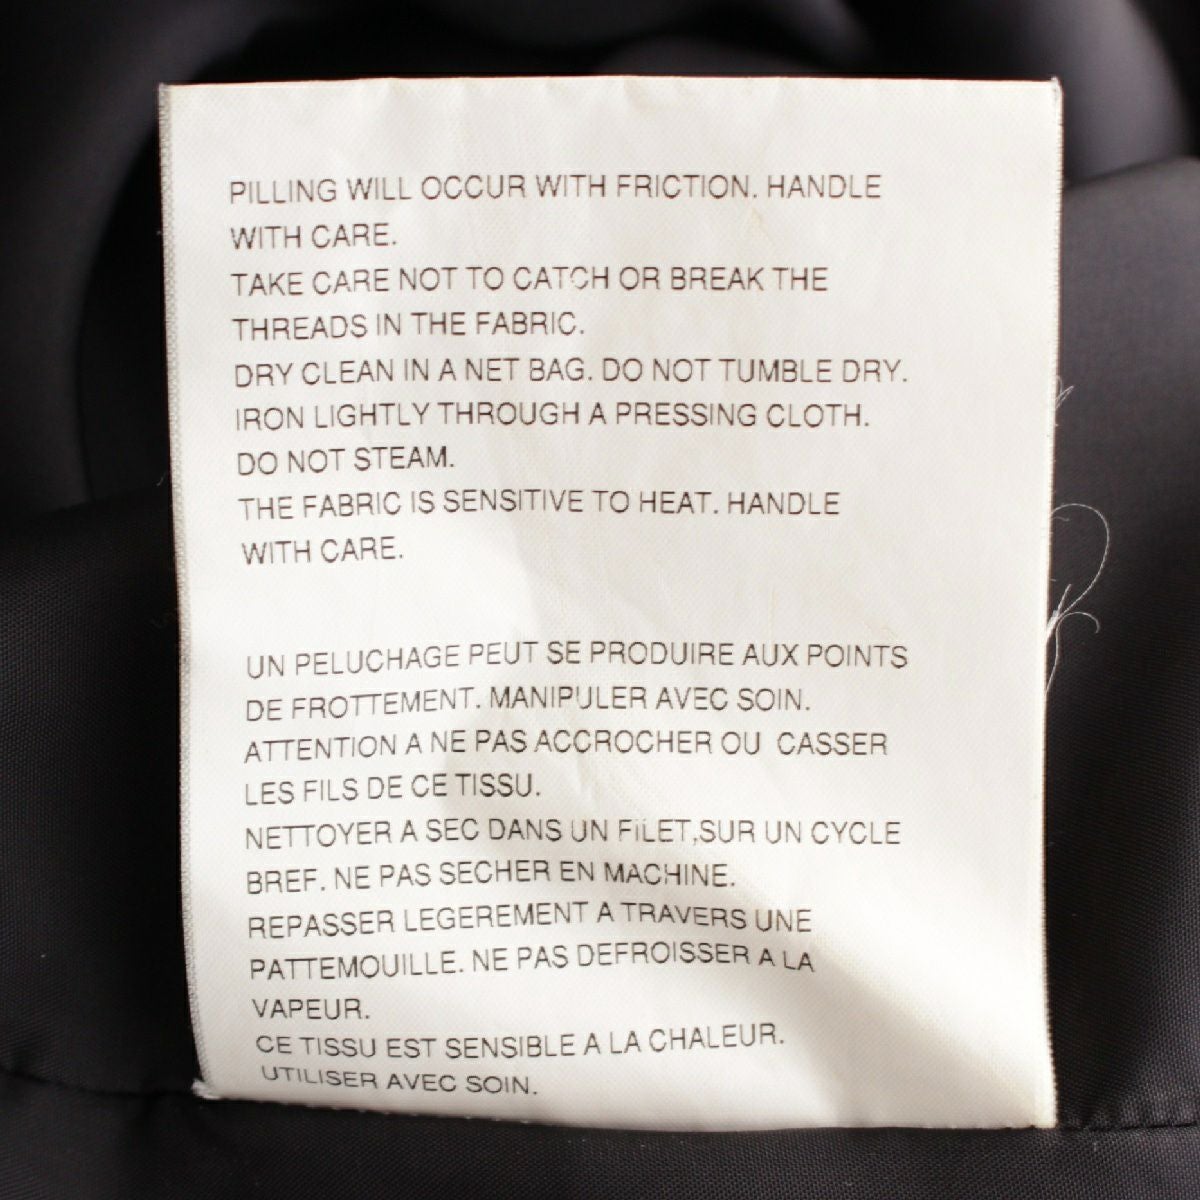 PILLING WILL OCCUR WITH FRICTION. HANDLE
WITH CARE.
TAKE CARE NOT TO CATCH OR BREAK THE
THREADS IN THE FABRIC.
DRY CLEAN IN A NET BAG. DO NOT TUMBLE DRY.
IRON LIGHTLY THROUGH A PRESSING CLOTH.
DO NOT STEAM.
THE FABRIC IS SENSITIVE TO HEAT. HANDLE
WITH CARE.
UN PELUCHAGE PEUT SE PRODUIRE AUX POINTS
DE FROTTEMENT. MANIPULER AVEC SOIN.
ATTENTION A NE PAS ACCROCHER OU CASSER
LES FILS DE CE TISSU.
NETTOYER A SEC DANS UN FILET,SUR UN CYCLE
BREF. NE PAS SECHER EN MACHINE.
REPASSER LEGEREMENT A TRAVERS UNE
PATTEMOUILLE. NE PAS DEFROISSER A LA
VAPEUR.
CE TISSU EST SENSIBLE A LA CHALEUR.
UTILISER AVEC SOIN.